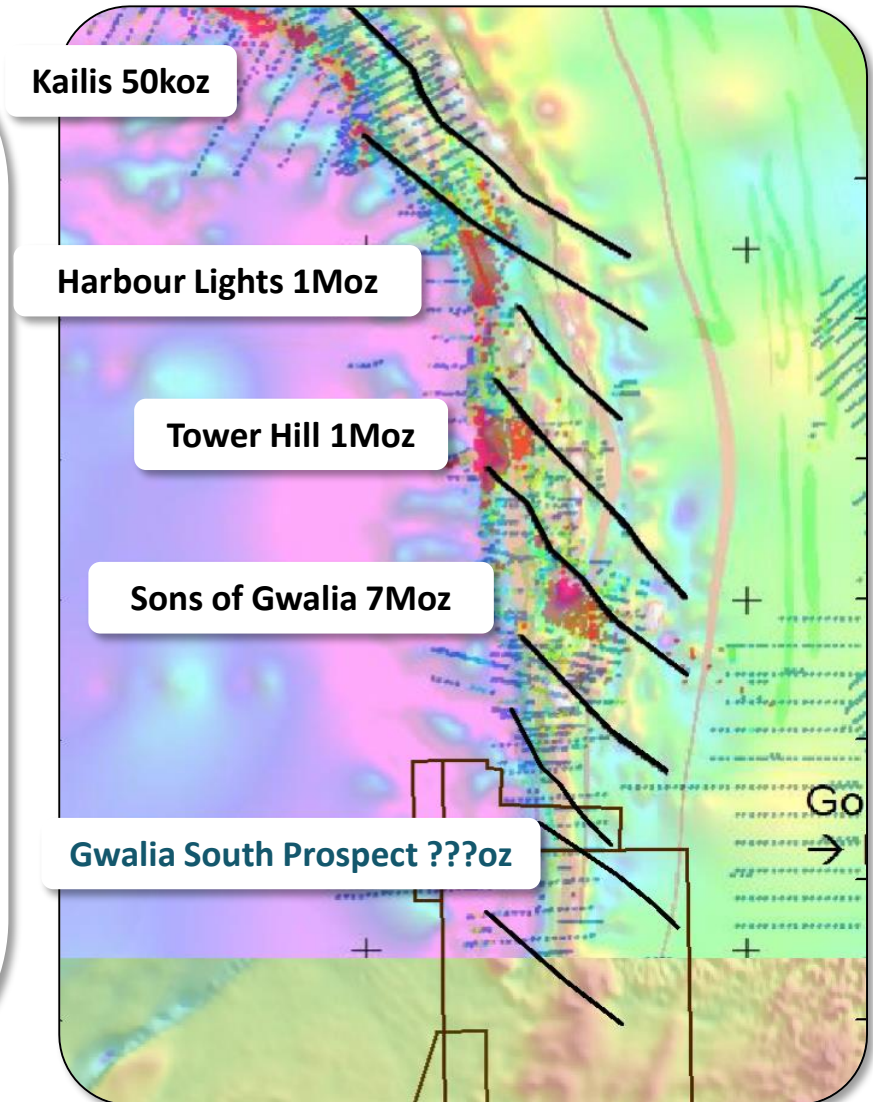 Kailis 50koz
Harbour Lights 1Moz
Tower Hill 1Moz
Sons of Gwalia 7Moz
Go
→
Gwalia South Prospect ???oz